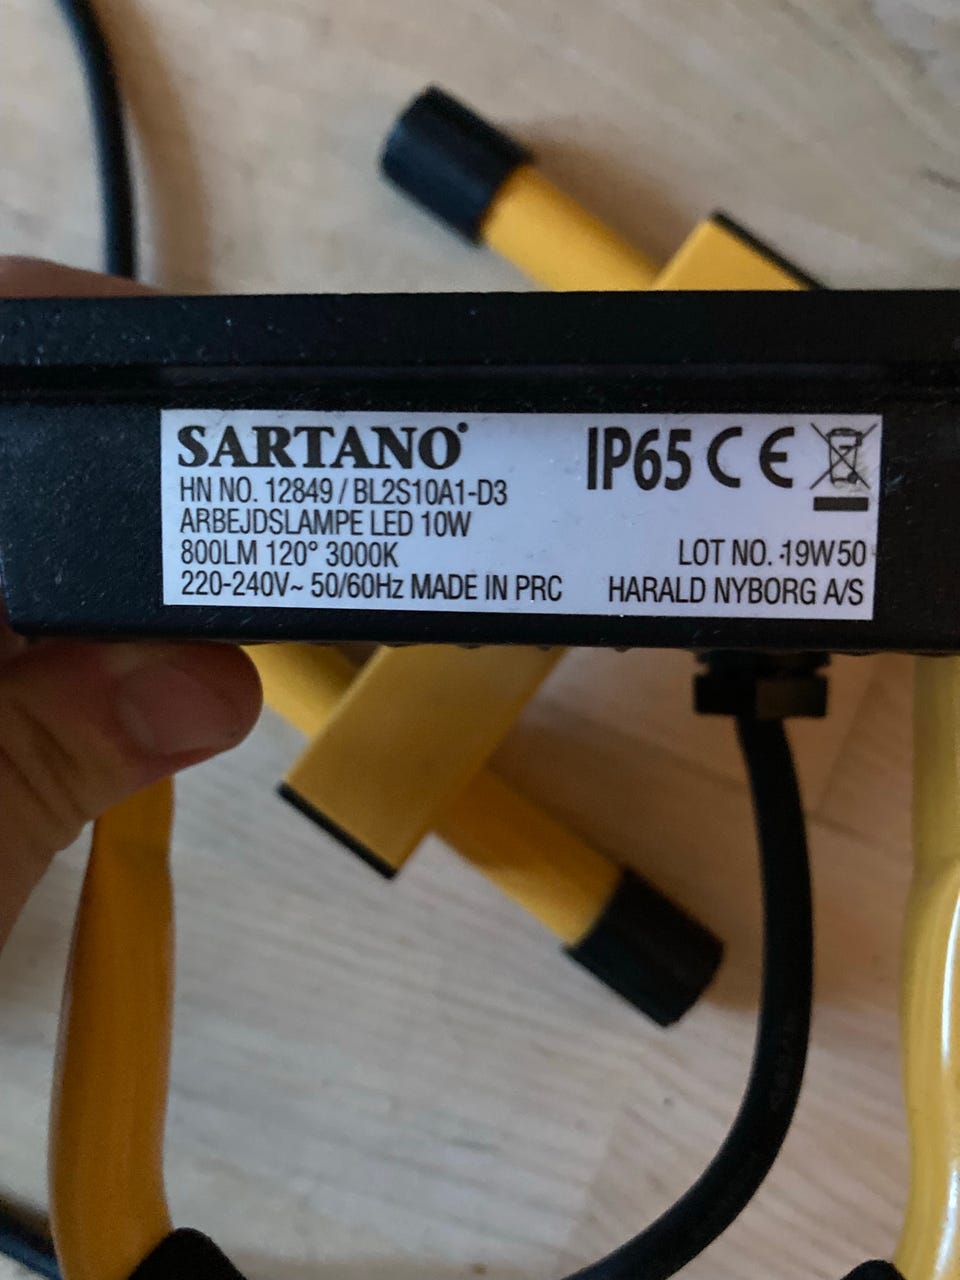 SARTANO®
IP65 CE
HN NO. 12849 / BL2S10A1-D3
ARBEJDSLAMPE LED 10W
800LM 120° 3000K
LOT NO. 19W50
220-240V~ 50/60Hz MADE IN PRC
HARALD NYBORG A/S